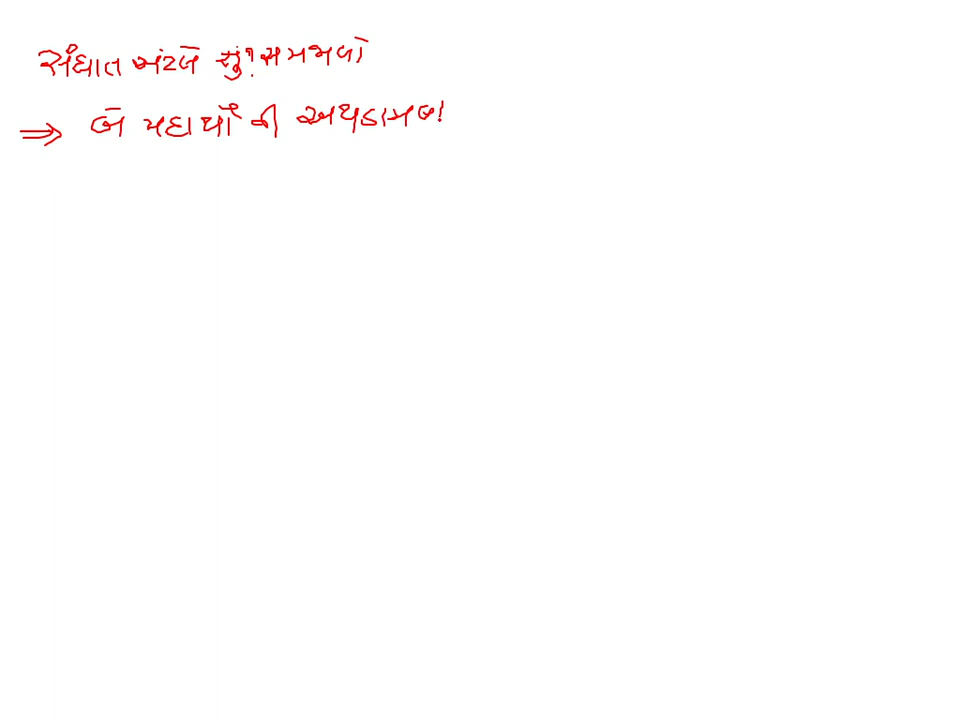 સંઘાત એટલે શું? સમજાવો
⇒ બે પદાર્થો ની અથડામણ.